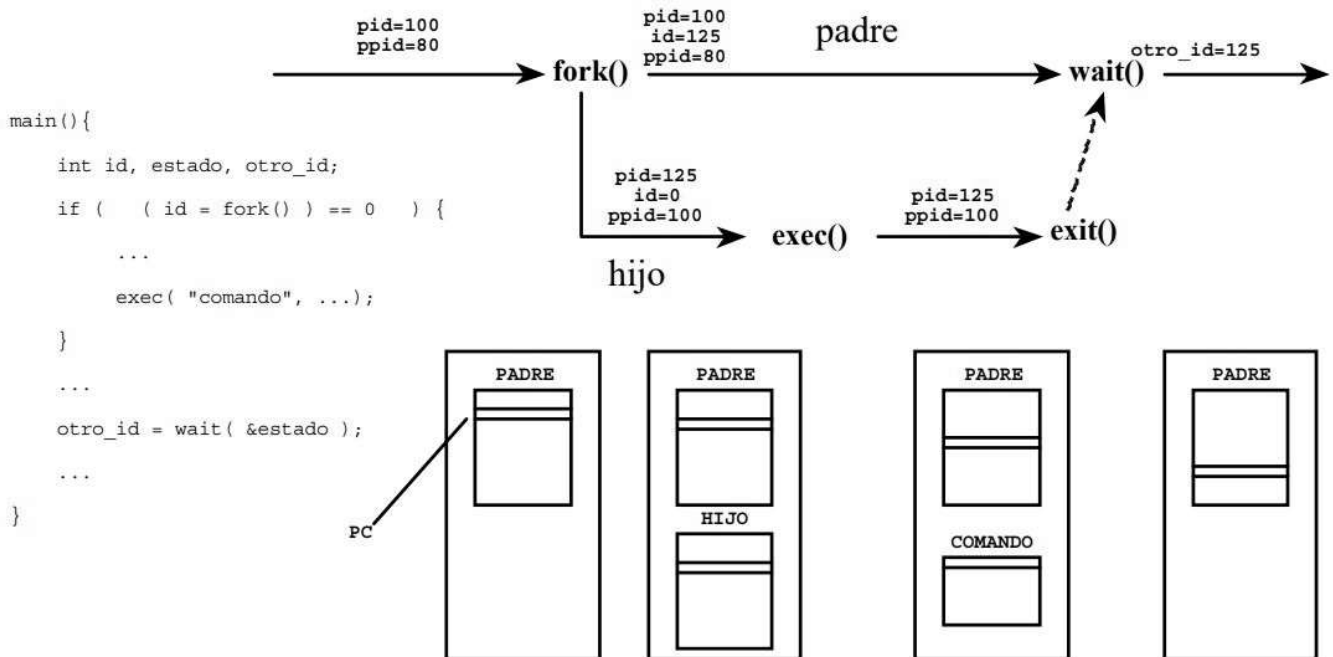 pid=100
ppid=80
fork()
pid=100
id=125
ppid=80
padre
wait()
otro_id=125
pid=125
id=0
ppid=100
hijo
exec()
pid=125
ppid=100
exit()
main(){
int id, estado, otro_id;
if (   ( id = fork() ) == 0   ) {
...
exec( "comando", ...);
}
...
otro_id = wait( &estado );
...
}
PC
PADRE
PADRE
HIJO
PADRE
COMANDO
PADRE